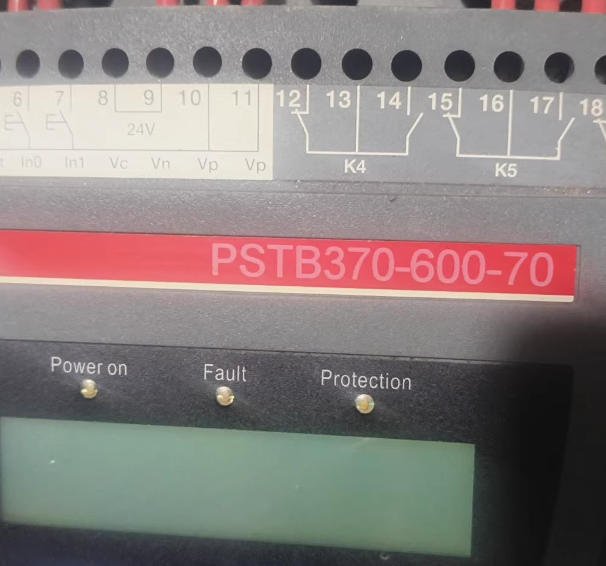 6 7 8 9 10 11 12 13 14 15 16 17 18
24V
In0 In1 Vc Vn Vp Vp K4 K5
PSTB370-600-70
Power on Fault Protection